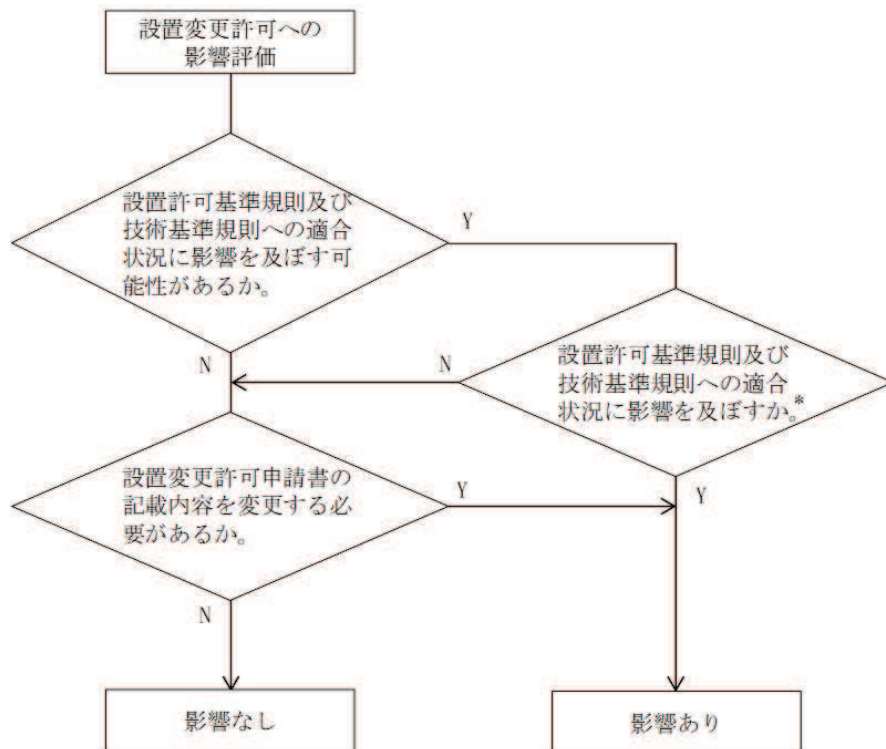 設置変更許可への
影響評価
設置許可基準規則及び
技術基準規則への適合
状況に影響を及ぼす可
能性があるか。
Y
N
設置許可基準規則及び
技術基準規則への適合
状況に影響を及ぼすか。*
N
Y
設置変更許可申請書の
記載内容を変更する必
要があるか。
Y
N
影響なし
影響あり